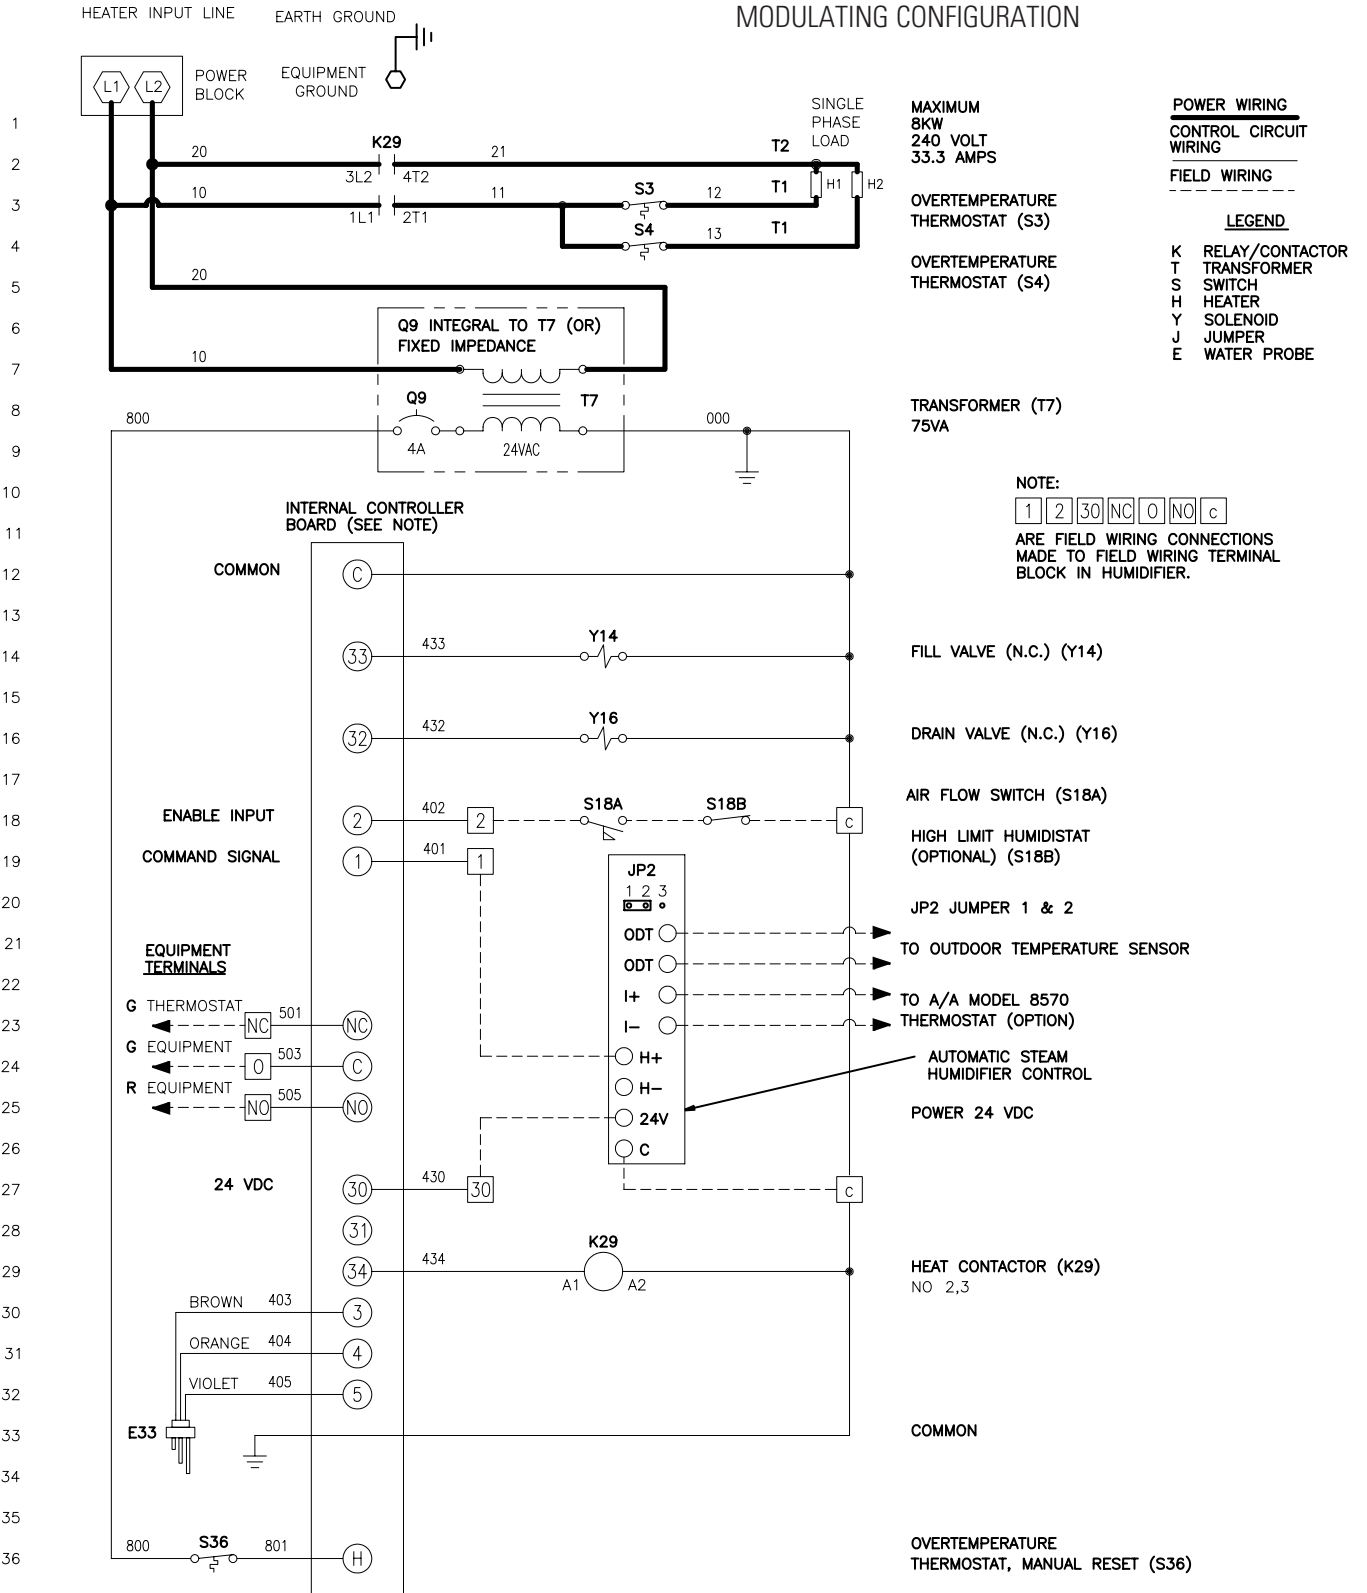 MODULATING CONFIGURATION
HEATER INPUT LINE
EARTH GROUND
L1 L2
POWER
BLOCK
EQUIPMENT
GROUND
SINGLE
PHASE
LOAD
MAXIMUM
8KW
240 VOLT
33.3 AMPS
POWER WIRING
CONTROL CIRCUIT
WIRING
FIELD WIRING
LEGEND
K RELAY/CONTACTOR
T TRANSFORMER
S SWITCH
H HEATER
Y SOLENOID
J JUMPER
E WATER PROBE
1
2
20 K29 21 T2
3L2 4T2
H1 H2
3
10 11 S3 12 T1
1L1 2T1
OVERTEMPERATURE
THERMOSTAT (S3)
4
S4 13 T1
OVERTEMPERATURE
THERMOSTAT (S4)
5
20
6
Q9 INTEGRAL TO T7 (OR)
FIXED IMPEDANCE
7
10
8
800 Q9 T7 000
TRANSFORMER (T7)
75VA
9
4A 24VAC
10
NOTE:
1 2 30 NC O NO c
ARE FIELD WIRING CONNECTIONS
MADE TO FIELD WIRING TERMINAL
BLOCK IN HUMIDIFIER.
INTERNAL CONTROLLER
BOARD (SEE NOTE)
11
12
COMMON C
13
14
33 433 Y14
FILL VALVE (N.C.) (Y14)
15
16
32 432 Y16
DRAIN VALVE (N.C.) (Y16)
17
18
ENABLE INPUT 2 402 2 S18A S18B c
AIR FLOW SWITCH (S18A)
HIGH LIMIT HUMIDISTAT
(OPTIONAL) (S18B)
19
COMMAND SIGNAL 1 401 1
JP2
1 2 3
20
JP2 JUMPER 1 & 2
21
ODT
ODT
TO OUTDOOR TEMPERATURE SENSOR
EQUIPMENT
TERMINALS
22
I+
I−
TO A/A MODEL 8570
THERMOSTAT (OPTION)
23
G THERMOSTAT
NC 501 NC
24
G EQUIPMENT
O 503 C
H+
H−
AUTOMATIC STEAM
HUMIDIFIER CONTROL
25
R EQUIPMENT
NO 505 NO
24V
POWER 24 VDC
26
C
27
24 VDC 30 430 30 c
28
31
29
34 434 K29
A1 A2
HEAT CONTACTOR (K29)
NO 2,3
30
BROWN 403 3
31
ORANGE 404 4
32
VIOLET 405 5
33
E33
COMMON
34
35
36
800 S36 801 H
OVERTEMPERATURE
THERMOSTAT, MANUAL RESET (S36)